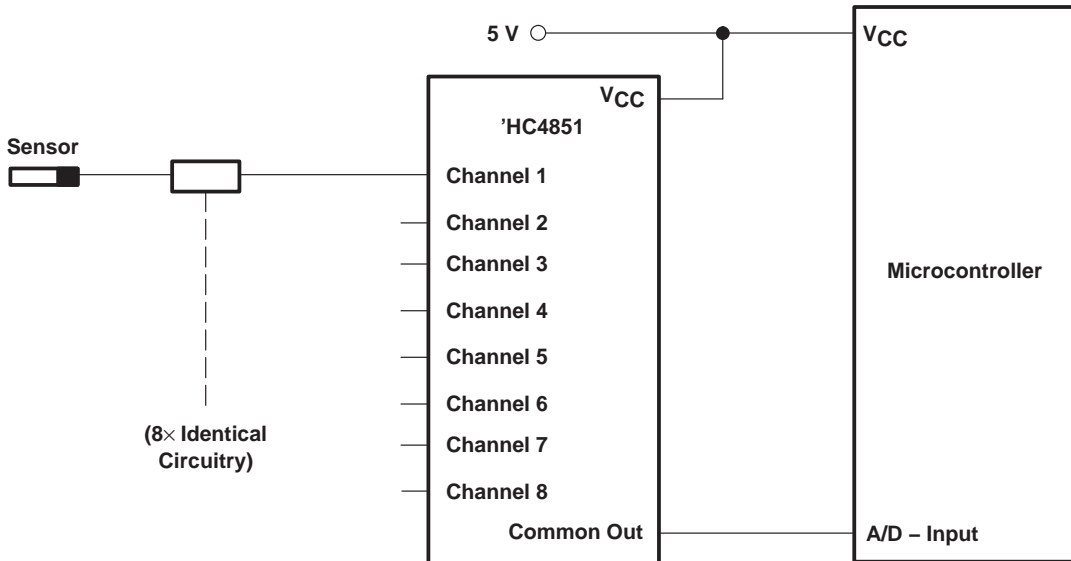 5 V
VCC
VCC
’HC4851
Sensor
Channel 1
Channel 2
Channel 3
Microcontroller
Channel 4
Channel 5
Channel 6
(8× Identical
Circuitry)
Channel 7
Channel 8
Common Out
A/D – Input